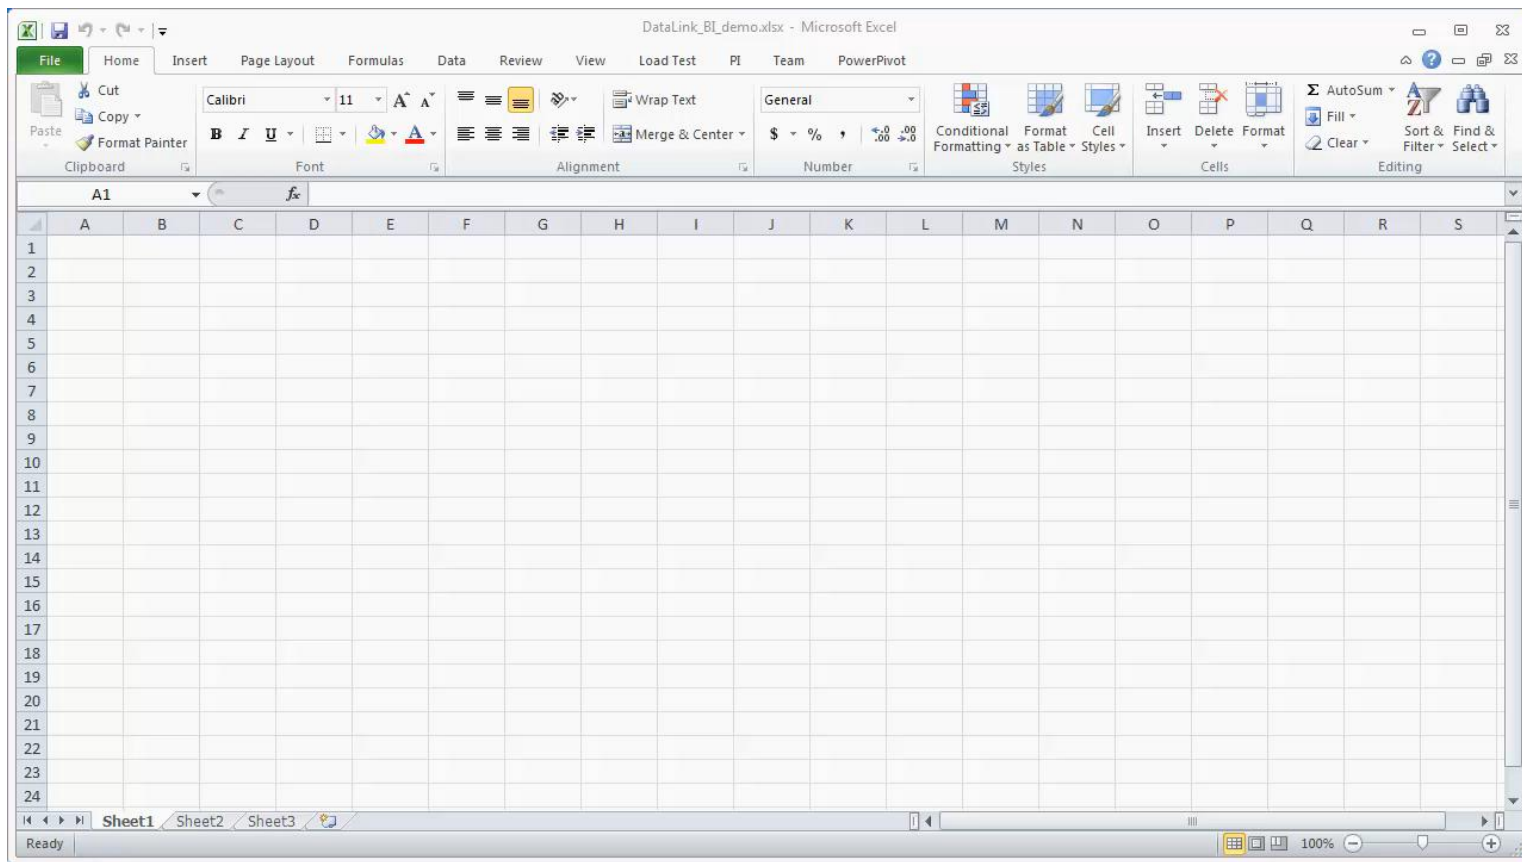 DataLink_BI_demo.xlsx - Microsoft Excel
File Home Insert Page Layout Formulas Data Review View Load Test PI Team PowerPivot
Cut
Copy
Format Painter
Paste
Clipboard
Calibri 11 A A
B I U A
Font
Wrap Text
Merge & Center
Alignment
General
$ % , .00 .0
Number
Conditional Formatting
Format as Table
Cell Styles
Styles
Insert Delete Format
Cells
Σ AutoSum
Fill
Clear
Sort & Filter
Find & Select
Editing
A1 fx
A B C D E F G H I J K L M N O P Q R S
1
2
3
4
5
6
7
8
9
10
11
12
13
14
15
16
17
18
19
20
21
22
23
24
Sheet1 Sheet2 Sheet3
Ready 100%